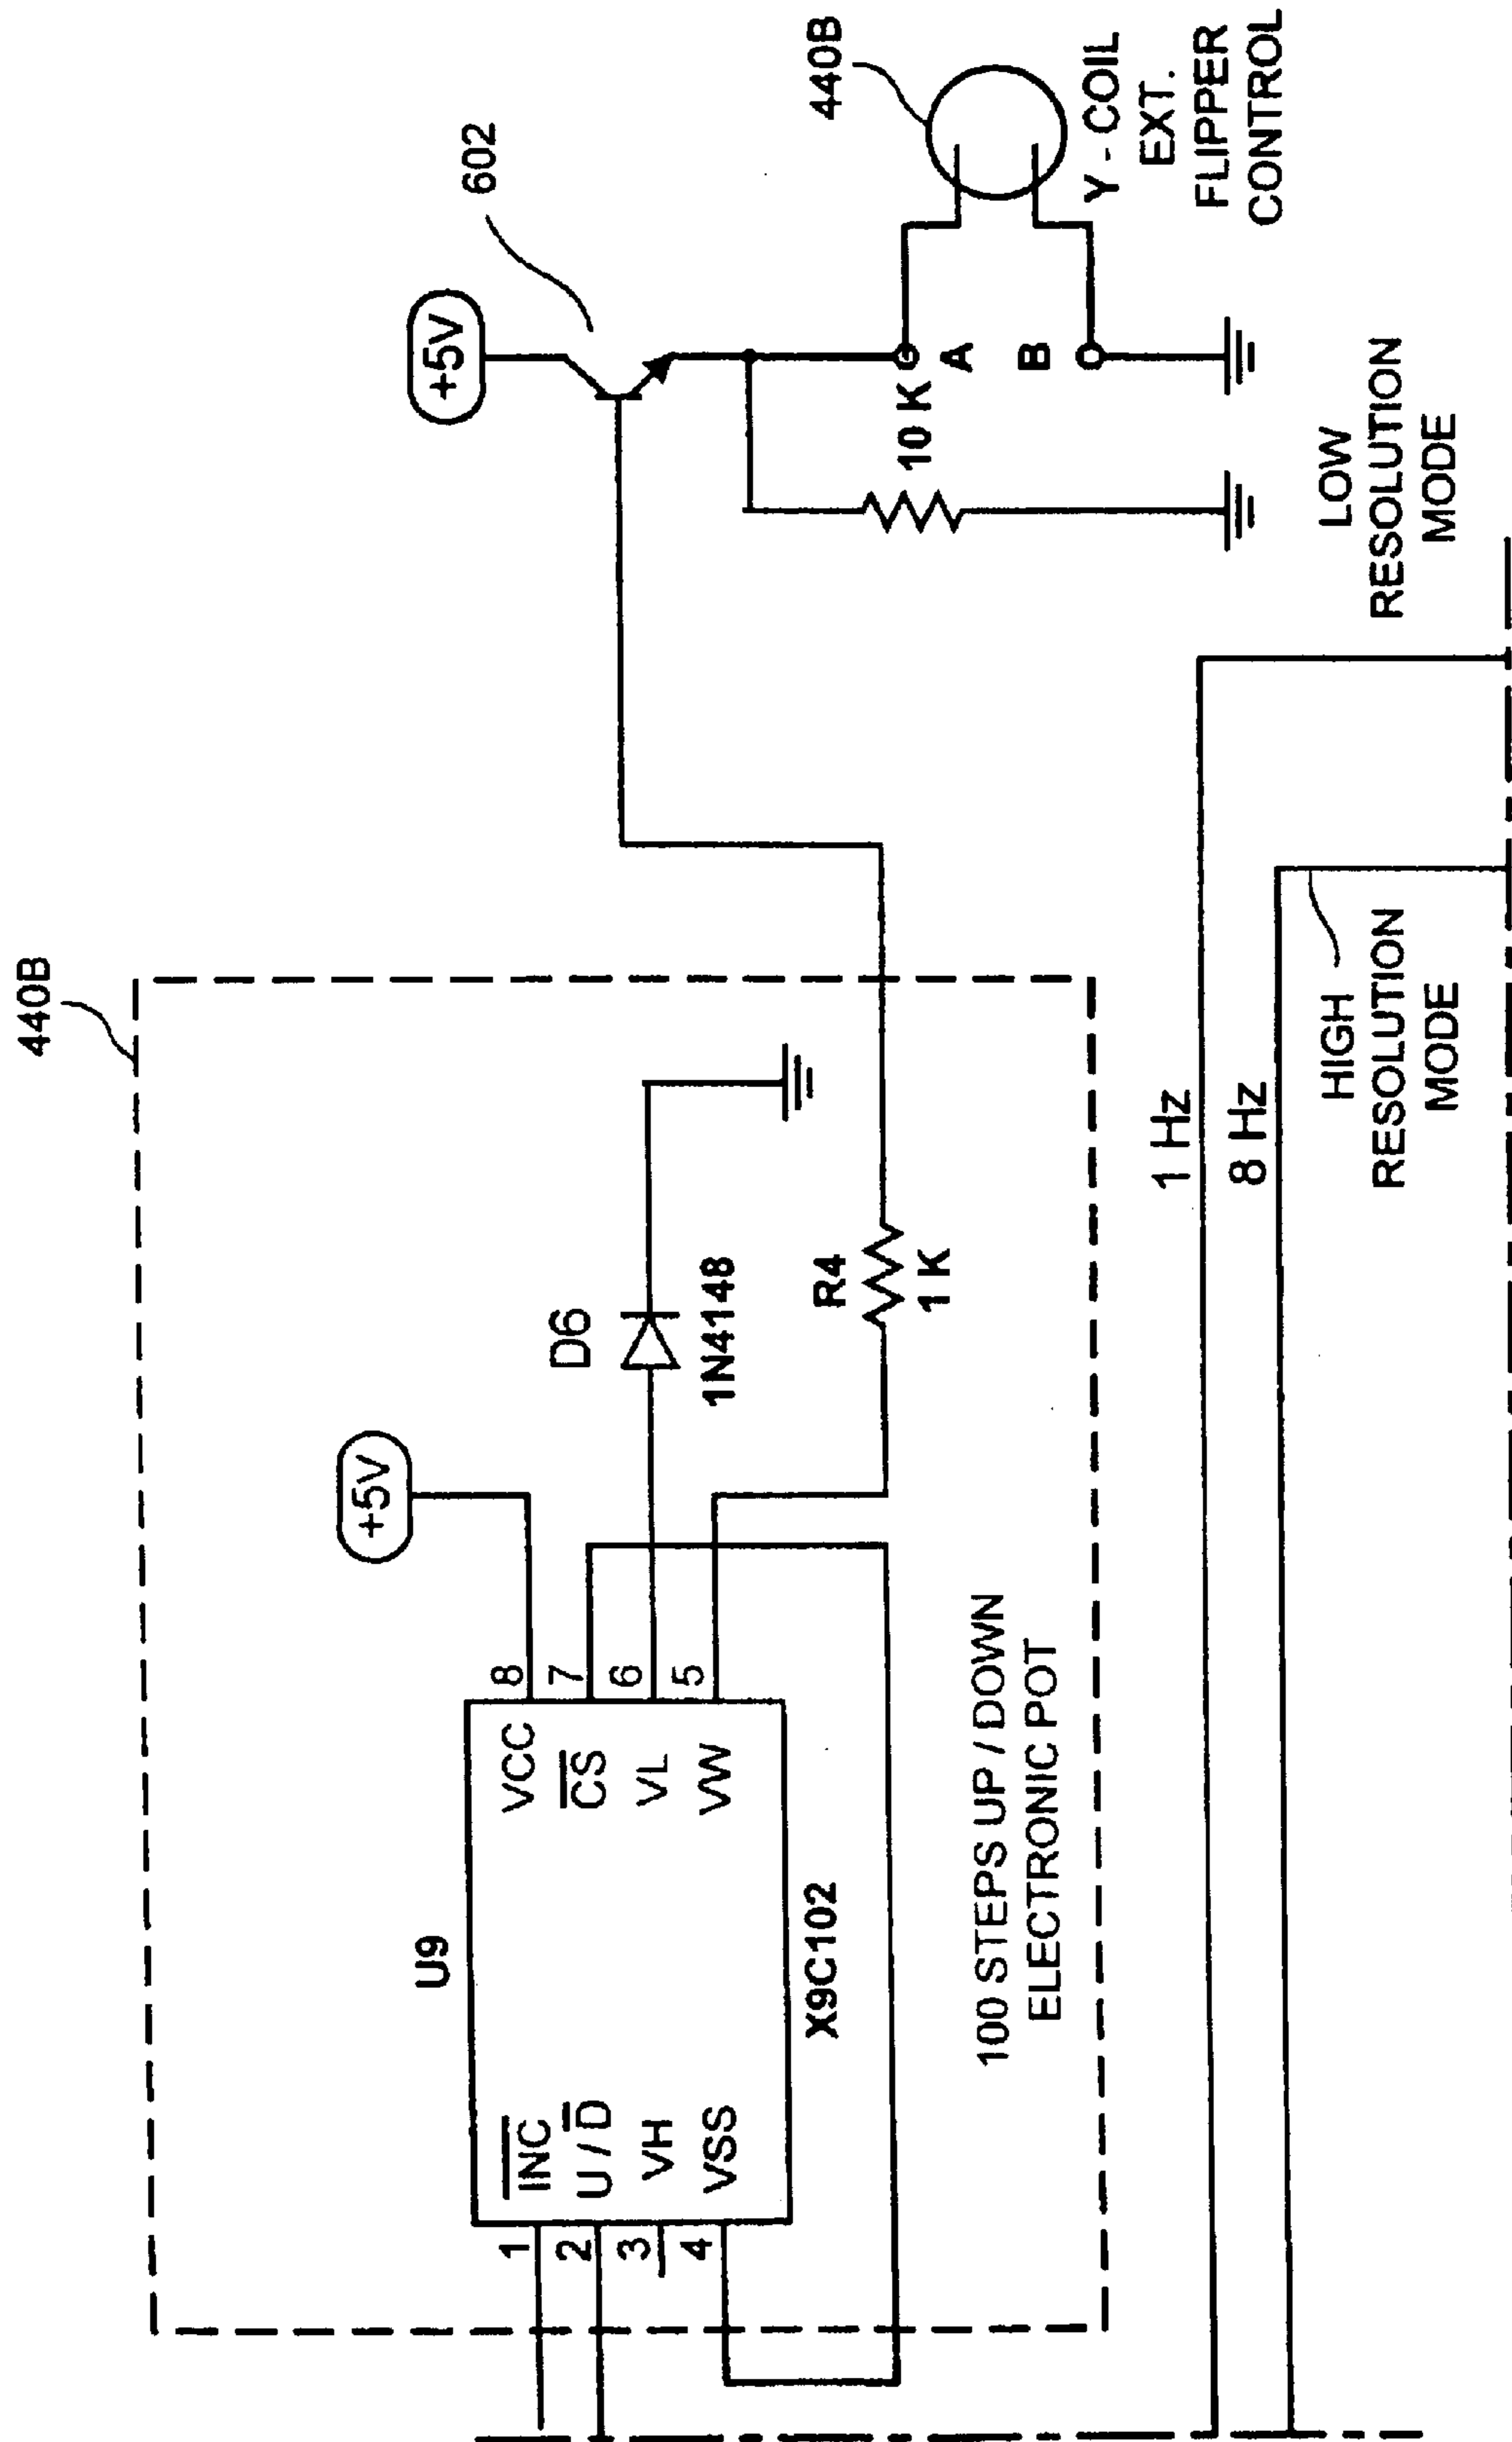 440B
+5V
602
440B
U9
1
2
3
4
INC
U / D
VH
VSS
VCC
CS
VL
VW
8
7
6
5
X9C102
D6
1N4148
R4
1 K
10 K
A
B
Y - COIL
EXT.
FLIPPER
CONTROL
+5V
100 STEPS UP / DOWN
ELECTRONIC POT
1 Hz
8 Hz
HIGH
RESOLUTION
MODE
LOW
RESOLUTION
MODE